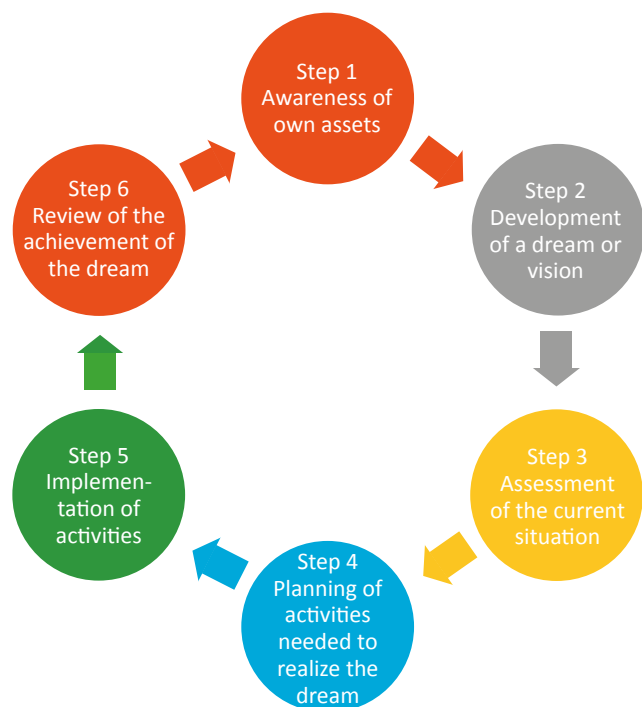 Step 1
Awareness of
own assets
Step 2
Development
of a dream or
vision
Step 3
Assessment
of the current
situation
Step 4
Planning of
activities
needed to
realize the
dream
Step 5
Implemen-
tation of
activities
Step 6
Review of the
achievement of
the dream